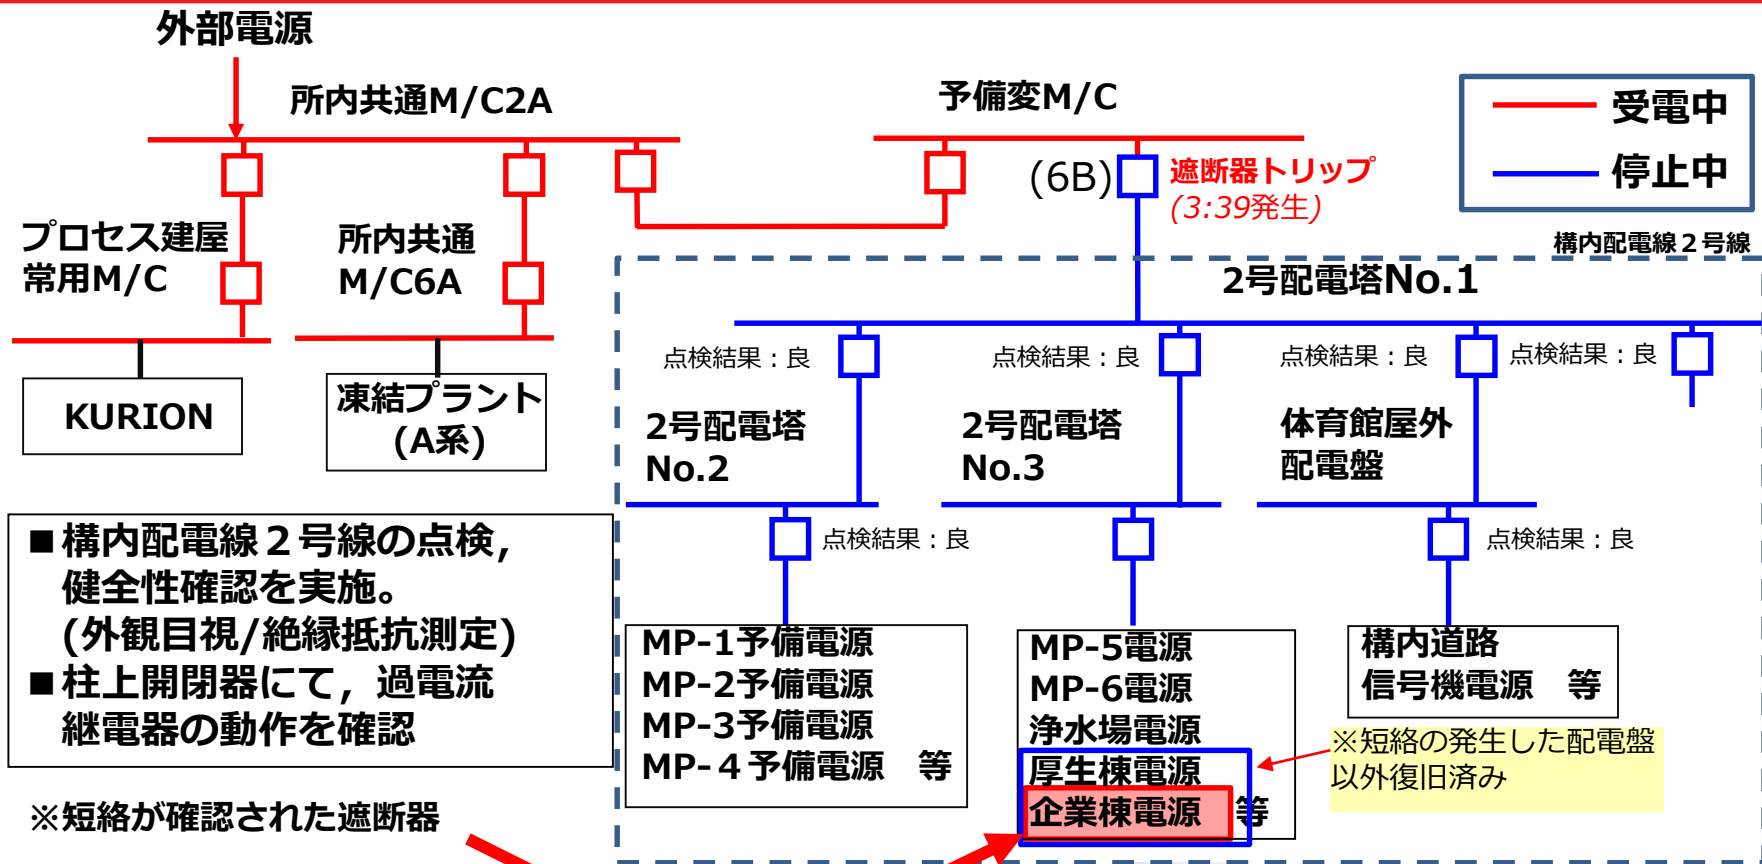 外部電源
所内共通M/C2A
予備変M/C
受電中
停止中
(6B)
遮断器トリップ
(3:39発生)
プロセス建屋
常用M/C
所内共通
M/C6A
構内配電線２号線
2号配電塔No.1
点検結果：良
点検結果：良
点検結果：良
点検結果：良
KURION
凍結プラント
(A系)
2号配電塔
No.2
2号配電塔
No.3
体育館屋外
配電盤
点検結果：良
点検結果：良
■構内配電線２号線の点検，
健全性確認を実施。
(外観目視/絶縁抵抗測定)
■柱上開閉器にて，過電流
継電器の動作を確認
MP-1予備電源
MP-2予備電源
MP-3予備電源
MP-４予備電源　等
MP-5電源
MP-6電源
浄水場電源
厚生棟電源
企業棟電源　等
構内道路
信号機電源　等
※短絡の発生した配電盤
以外復旧済み
※短絡が確認された遮断器